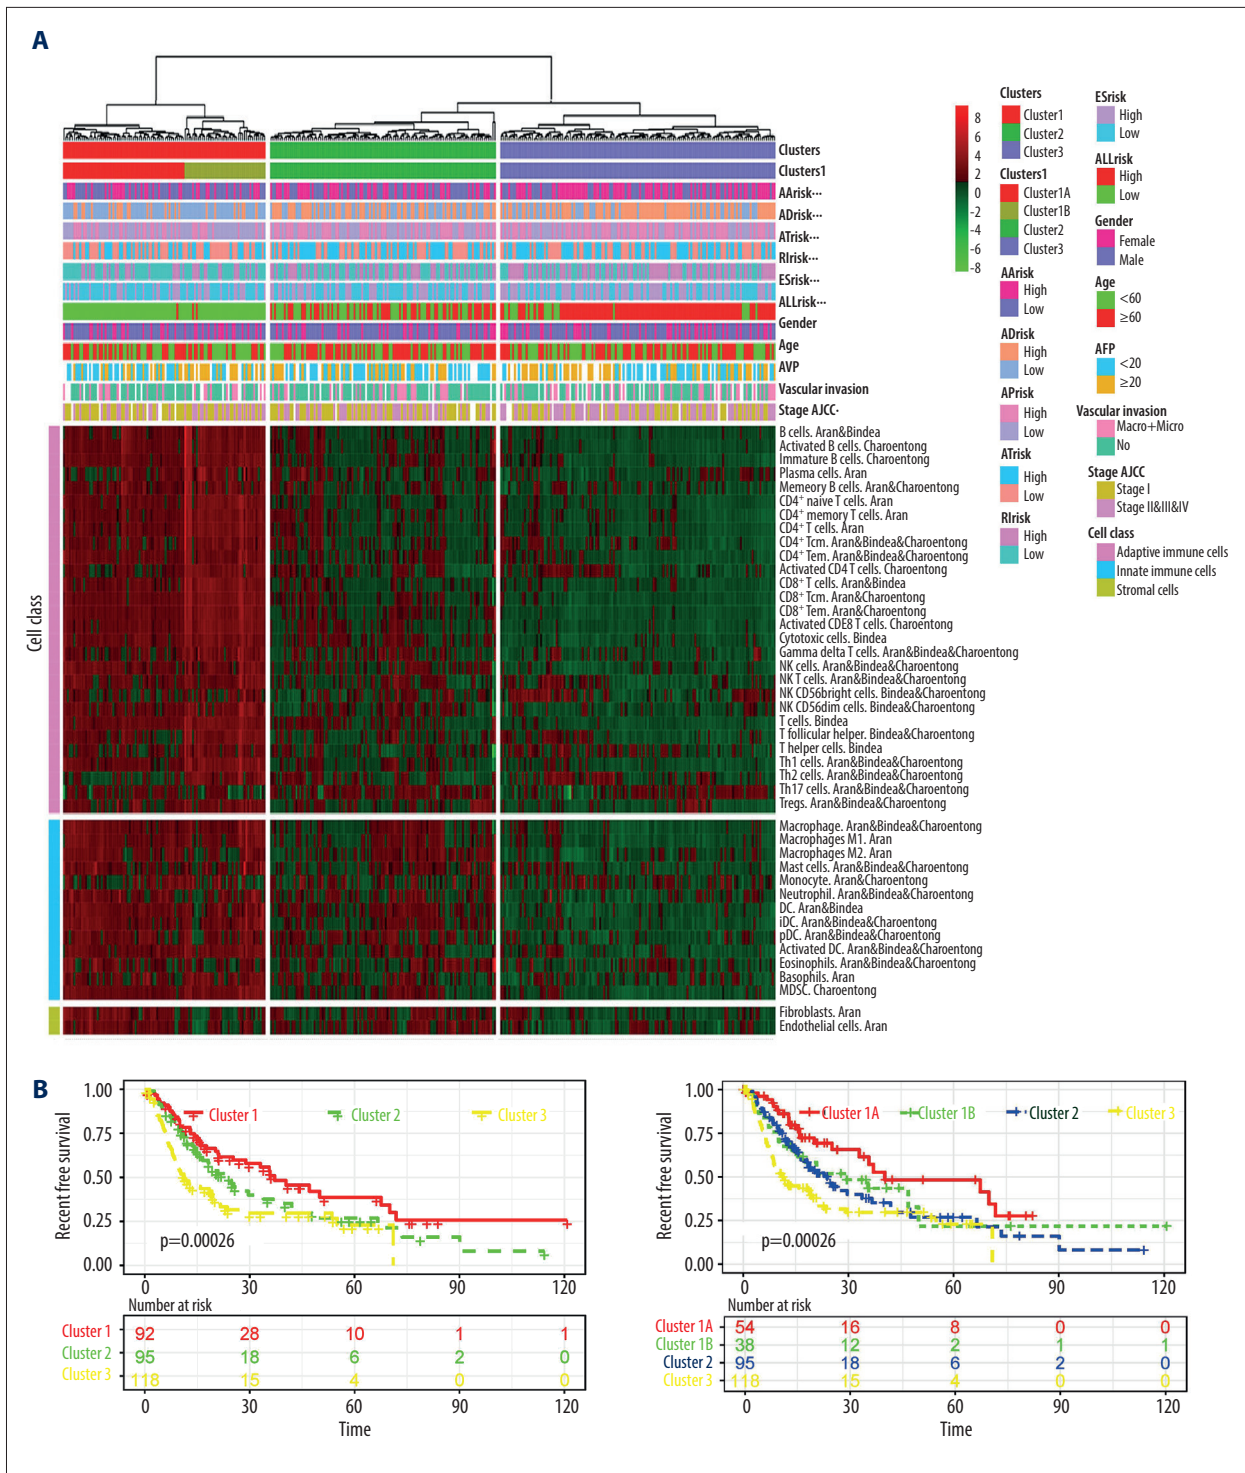 A
8
6
4
2
0
-2
-4
-6
-8
Clusters
Clusters1
AArisk···
ADrisk···
ATrisk···
RIrisk···
ESrisk···
ALLrisk···
Gender
Age
AVP
Vascular invasion
Stage AJCC·
Clusters
Cluster1
Cluster2
Cluster3
Clusters1
Cluster1A
Cluster1B
Cluster2
Cluster3
AArisk
High
Low
ADrisk
High
Low
APrisk
High
Low
ATrisk
High
Low
RIrisk
High
Low
ESrisk
High
Low
ALLrisk
High
Low
Gender
Female
Male
Age
<60
≥60
AFP
<20
≥20
Vascular invasion
Macro+Micro
No
Stage AJCC
Stage I
Stage II&III&IV
Cell class
Adaptive immune cells
Innate immune cells
Stromal cells
Cell class
B cells. Aran&Bindea
Activated B cells. Charoentong
Immature B cells. Charoentong
Plasma cells. Aran
Memeory B cells. Aran&Charoentong
CD4⁺ naive T cells. Aran
CD4⁺ memory T cells. Aran
CD4⁺ T cells. Aran
CD4⁺ Tcm. Aran&Bindea&Charoentong
CD4⁺ Tem. Aran&Bindea&Charoentong
Activated CD4 T cells. Charoentong
CD8⁺ T cells. Aran&Bindea
CD8⁺ Tcm. Aran&Charoentong
CD8⁺ Tem. Aran&Charoentong
Activated CDE8 T cells. Charoentong
Cytotoxic cells. Bindea
Gamma delta T cells. Aran&Bindea&Charoentong
NK cells. Aran&Bindea&Charoentong
NK T cells. Aran&Bindea&Charoentong
NK CD56bright cells. Bindea&Charoentong
NK CD56dim cells. Bindea&Charoentong
T cells. Bindea
T follicular helper. Bindea&Charoentong
T helper cells. Bindea
Th1 cells. Aran&Bindea&Charoentong
Th2 cells. Aran&Bindea&Charoentong
Th17 cells. Aran&Bindea&Charoentong
Tregs. Aran&Bindea&Charoentong
Macrophage. Aran&Bindea&Charoentong
Macrophages M1. Aran
Macrophages M2. Aran
Mast cells. Aran&Bindea&Charoentong
Monocyte. Aran&Charoentong
Neutrophil. Aran&Bindea&Charoentong
DC. Aran&Bindea
iDC. Aran&Bindea&Charoentong
pDC. Aran&Bindea&Charoentong
Activated DC. Aran&Bindea&Charoentong
Eosinophils. Aran&Bindea&Charoentong
Basophils. Aran
MDSC. Charoentong
Fibroblasts. Aran
Endothelial cells. Aran
B
Recent free survival
1.00
0.75
0.50
0.25
0.00
Cluster 1 Cluster 2 Cluster 3
p=0.00026
0 30 60 90 120
Number at risk
Cluster 1 92 28 10 1 1
Cluster 2 95 18 6 2 0
Cluster 3 118 15 4 0 0
0 30 60 90 120
Time
Recent free survival
1.00
0.75
0.50
0.25
0.00
Cluster 1A Cluster 1B Cluster 2 Cluster 3
p=0.00026
0 30 60 90 120
Number at risk
Cluster 1A 54 16 8 0 0
Cluster 1B 38 12 2 1 1
Cluster 2 95 18 6 2 0
Cluster 3 118 15 4 0 0
0 30 60 90 120
Time